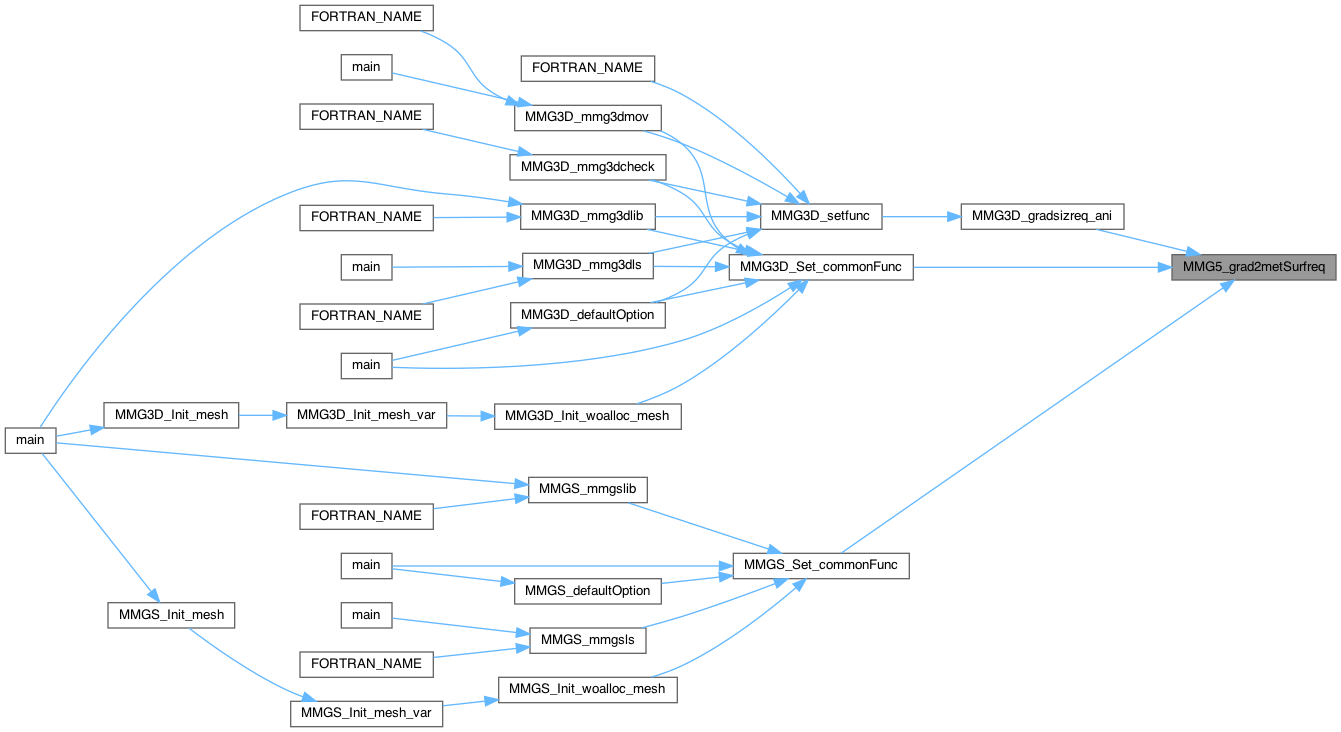 FORTRAN_NAME
main
FORTRAN_NAME
FORTRAN_NAME
MMG3D_mmg3dmov
MMG3D_mmg3dcheck
FORTRAN_NAME
MMG3D_mmg3dlib
MMG3D_setfunc
MMG3D_gradsizreq_ani
main
MMG3D_mmg3dls
MMG3D_Set_commonFunc
MMG5_grad2metSurfreq
FORTRAN_NAME
MMG3D_defaultOption
main
MMG3D_Init_mesh
MMG3D_Init_mesh_var
MMG3D_Init_woalloc_mesh
main
MMGS_mmgslib
FORTRAN_NAME
main
MMGS_Set_commonFunc
MMGS_defaultOption
MMGS_Init_mesh
main
MMGS_mmgsls
FORTRAN_NAME
MMGS_Init_woalloc_mesh
MMGS_Init_mesh_var